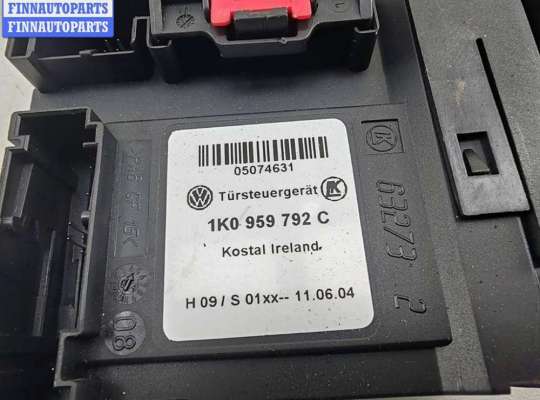 FINNAUTOPARTS
FINNAUTOPARTS
05074631
Türsteuergerät
1K0 959 792 C
Kostal Ireland
H 09 / S 01xx-- 11.06.04
63273 2
08